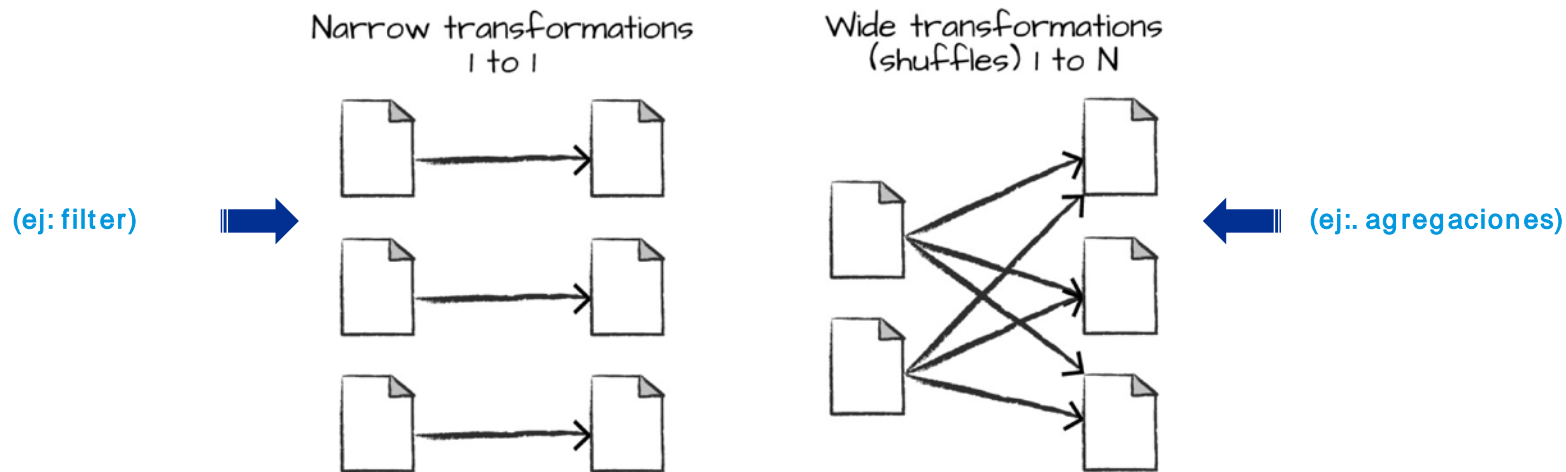 Narrow transformations
1 to 1
Wide transformations
(shuffles) 1 to N
(ej: filter)
(ej:. agregaciones)